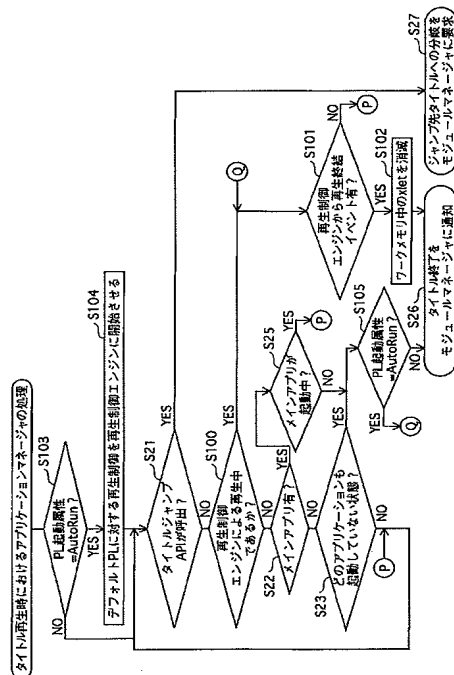 タイトル再生時におけるアプリケーションマネージャの処理
S103
PL起動属性
=AutoRun？
NO
YES
S104
デフォルトPLに対する再生制御を再生制御エンジンに開始させる
S21
タイトルジャンプ
APIが呼出？
YES
NO
S100
再生制御
エンジンによる再生中
であるか？
YES
NO
S22
メインアプリ有？
YES
NO
S25
メインアプリが
起動中？
YES
P
NO
S23
どのアプリケーションも
起動していない状態？
YES
NO
P
Q
S101
再生制御
エンジンから再生終結
イベント有？
NO
P
YES
S102
ワークメモリ中のxletを消滅
S105
PL起動属性
=AutoRun？
YES
Q
NO
S26
タイトル終了を
モジュールマネージャに通知
S27
ジャンプ先タイトルへの分岐を
モジュールマネージャに要求